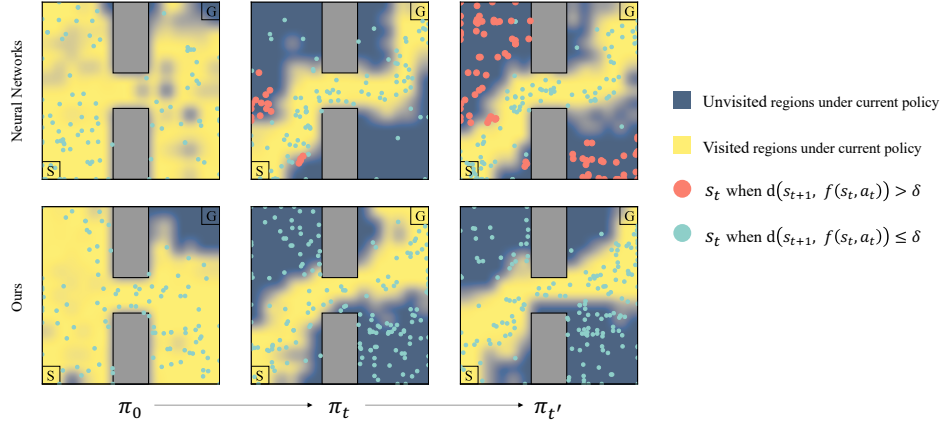 Neural Networks
G
S
G
S
G
S
Unvisited regions under current policy
Visited regions under current policy
s_t when d(s_{t+1}, f(s_t, a_t)) > δ
s_t when d(s_{t+1}, f(s_t, a_t)) ≤ δ
Ours
G
S
G
S
G
S
π_0
π_t
π_{t'}